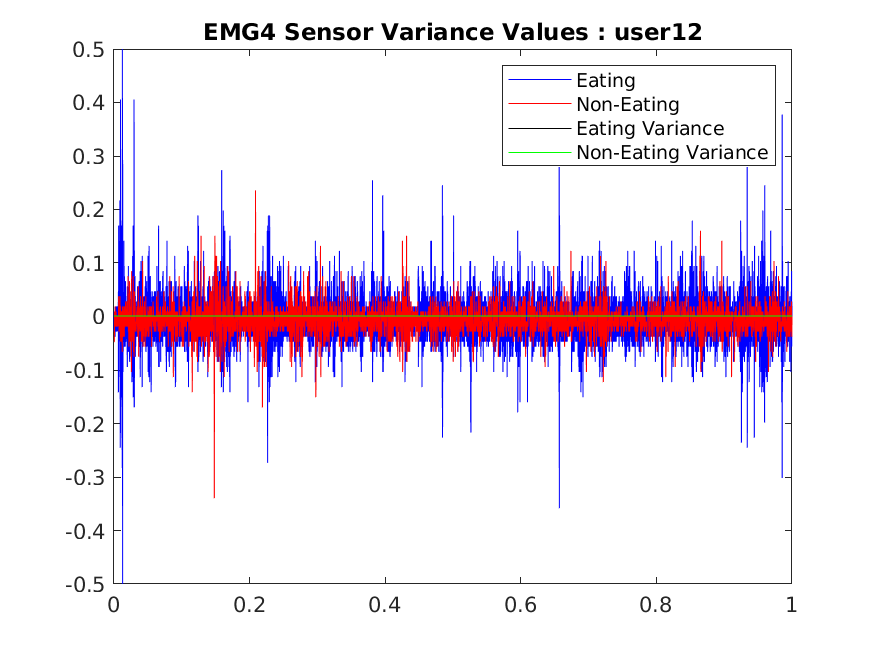 EMG4 Sensor Variance Values : user12
0.5
0.4
0.3
0.2
0.1
0
-0.1
-0.2
-0.3
-0.4
-0.5
Eating
Non-Eating
Eating Variance
Non-Eating Variance
0 0.2 0.4 0.6 0.8 1